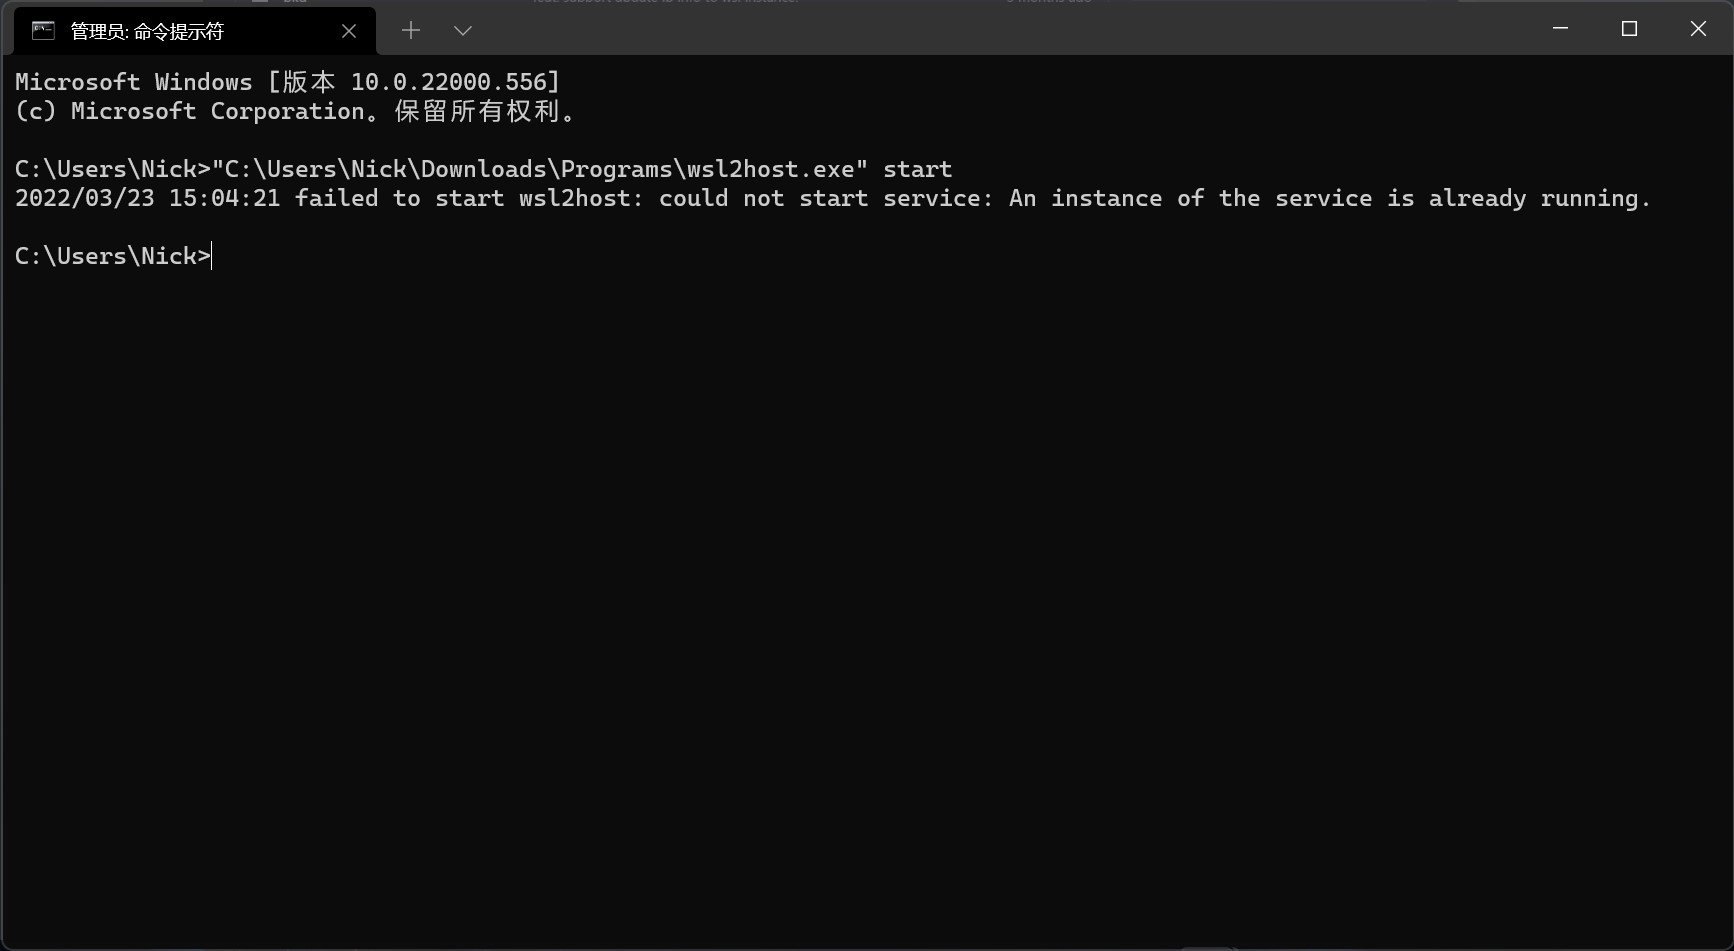 管理员: 命令提示符
Microsoft Windows [版本 10.0.22000.556]
(c) Microsoft Corporation。保留所有权利。
C:\Users\Nick>"C:\Users\Nick\Downloads\Programs\wsl2host.exe" start
2022/03/23 15:04:21 failed to start wsl2host: could not start service: An instance of the service is already running.
C:\Users\Nick>